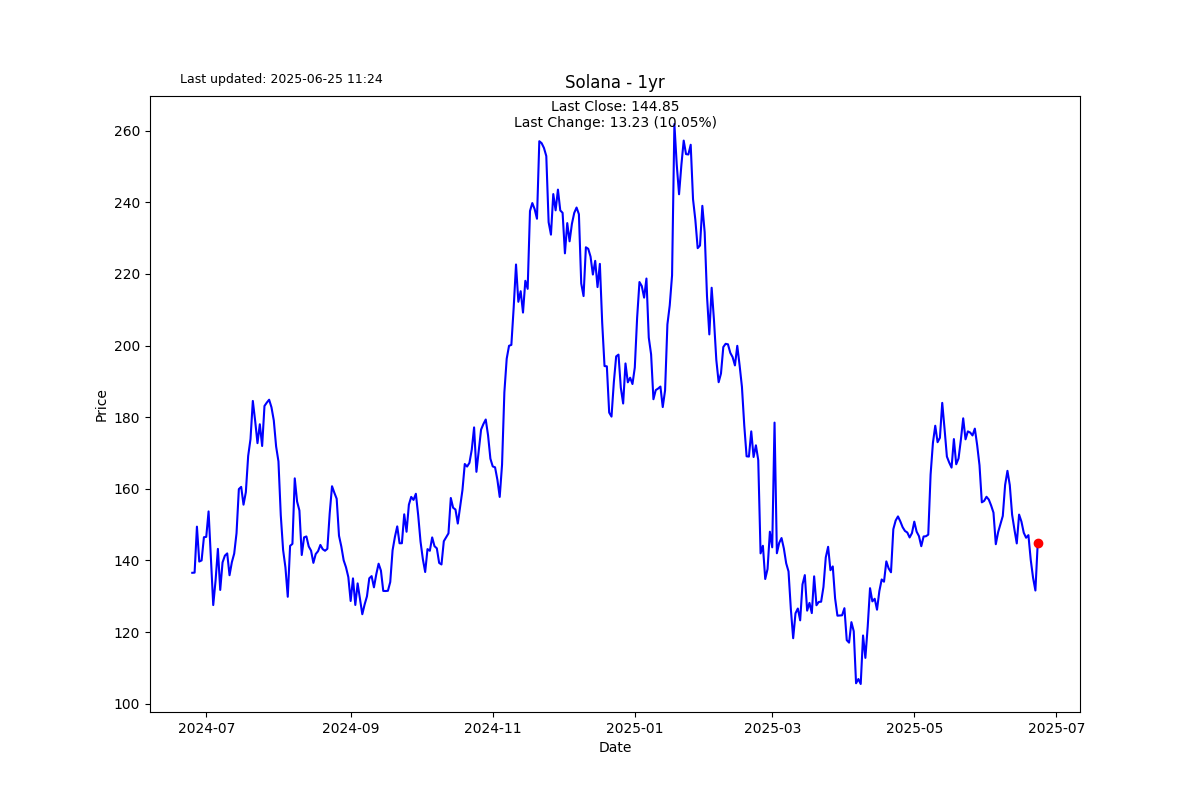 Last updated: 2025-06-25 11:24
Solana - 1yr
Last Close: 144.85
Last Change: 13.23 (10.05%)
Price
260
240
220
200
180
160
140
120
100
2024-07 2024-09 2024-11 2025-01 2025-03 2025-05 2025-07
Date